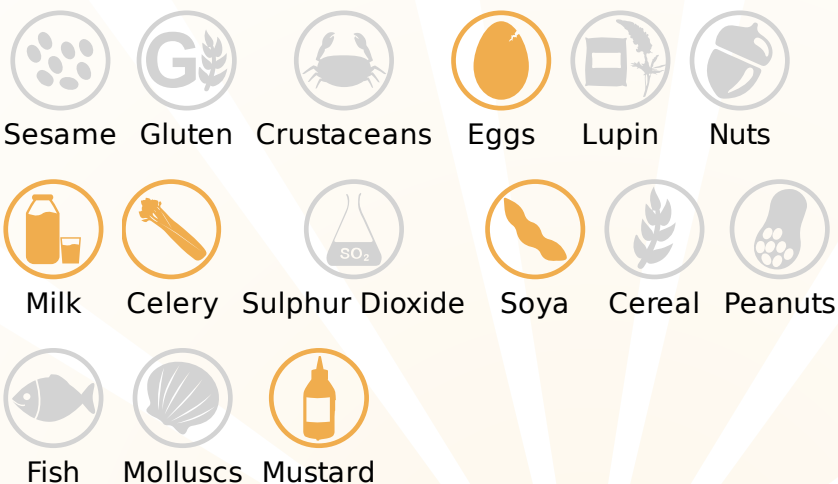 G
Sesame Gluten Crustaceans Eggs Lupin Nuts
SO₂
Milk Celery Sulphur Dioxide Soya Cereal Peanuts
Fish Molluscs Mustard